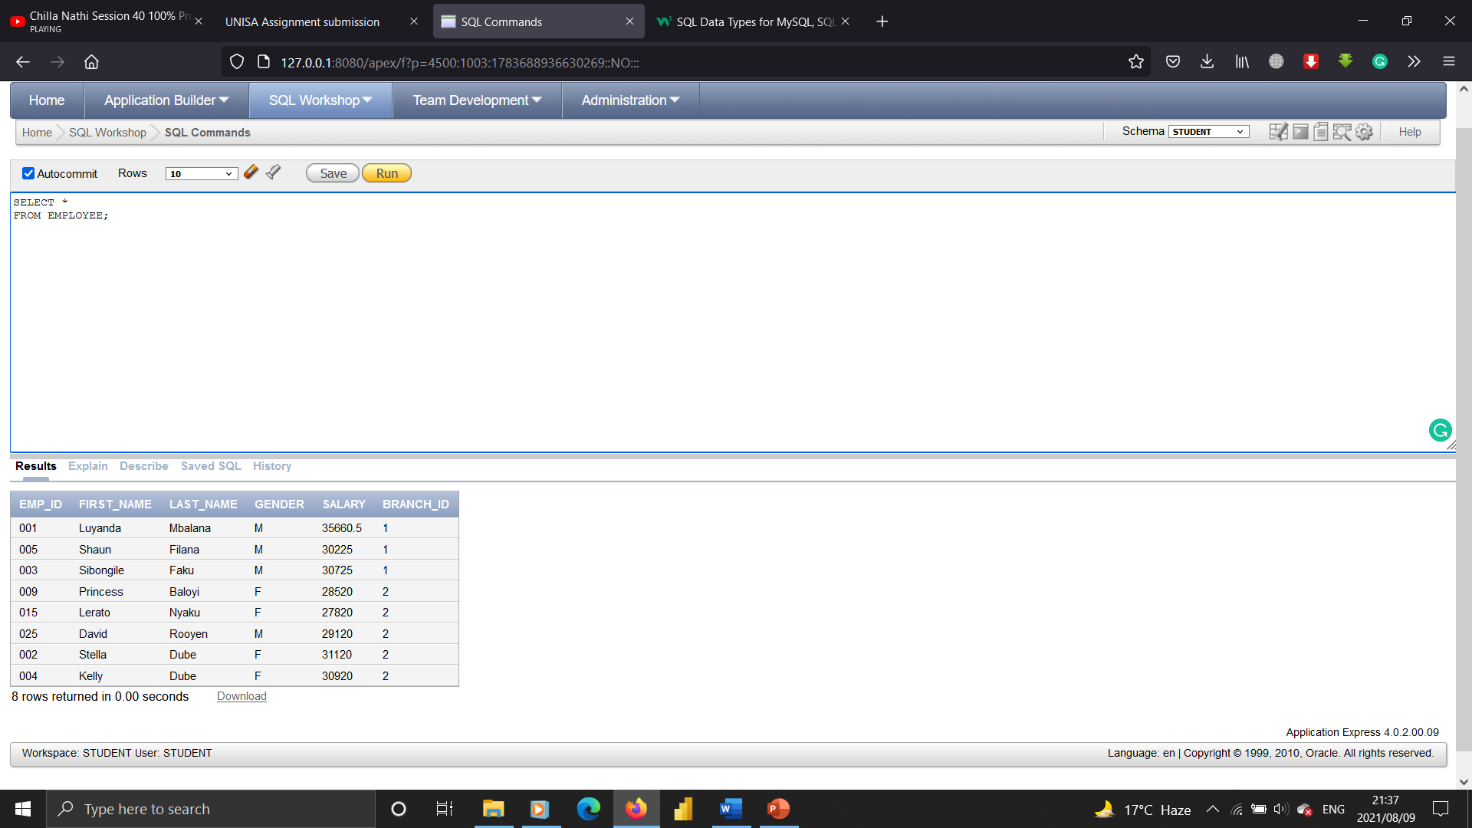 Chilla Nathi Session 40 100% Pr
PLAYING
UNISA Assignment submission
SQL Commands
SQL Data Types for MySQL, SQL
127.0.0.1:8080/apex/f?p=4500:1003:1783688936630269::NO:::
Home Application Builder SQL Workshop Team Development Administration
Home SQL Workshop SQL Commands
Schema STUDENT Help
Autocommit Rows 10 Save Run
SELECT *
FROM EMPLOYEE;
Results Explain Describe Saved SQL History
EMP_ID FIRST_NAME LAST_NAME GENDER SALARY BRANCH_ID
001 Luyanda Mbalana M 35660.5 1
005 Shaun Filana M 30225 1
003 Sibongile Faku M 30725 1
009 Princess Baloyi F 28520 2
015 Lerato Nyaku F 27820 2
025 David Rooyen M 29120 2
002 Stella Dube F 31120 2
004 Kelly Dube F 30920 2
8 rows returned in 0.00 seconds Download
Application Express 4.0.2.00.09
Workspace: STUDENT User: STUDENT
Language: en | Copyright © 1999, 2010, Oracle. All rights reserved.
Type here to search
17°C Haze
ENG
21:37
2021/08/09